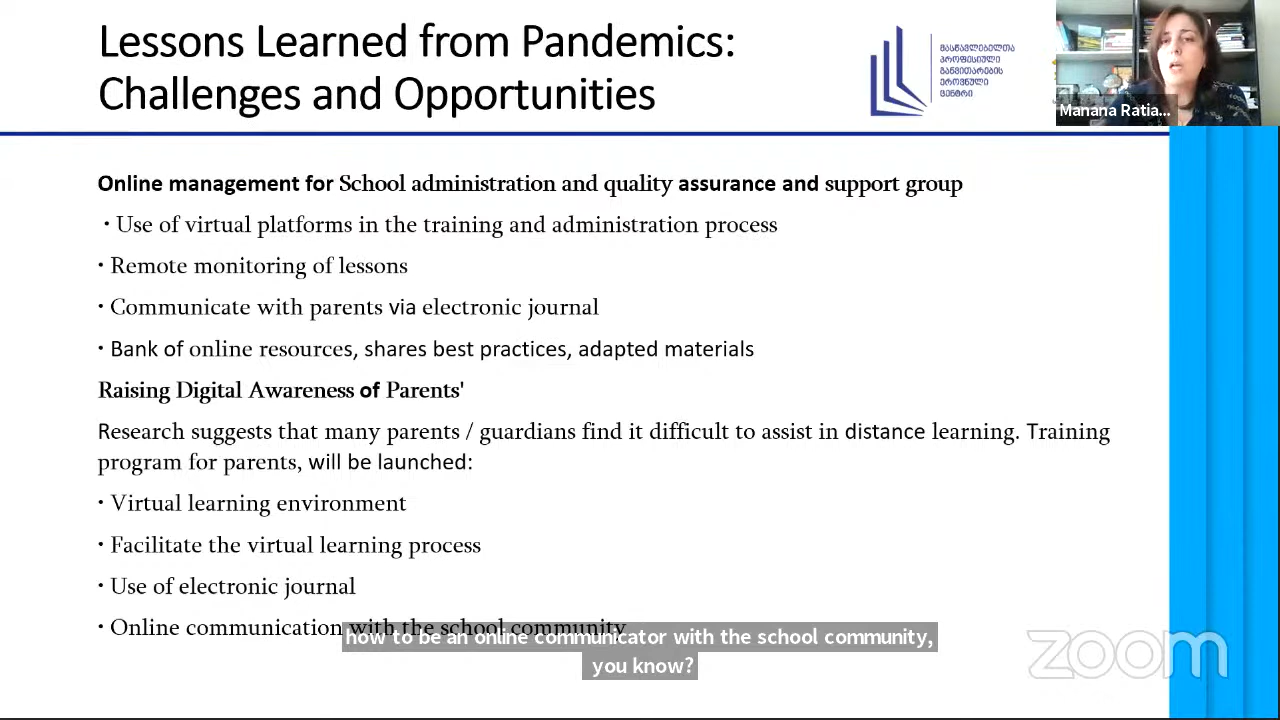 Lessons Learned from Pandemics:
Challenges and Opportunities
მასწავლებელთა
პროფესიული
განვითარების
ეროვნული
ცენტრი
Manana Ratia...
Online management for School administration and quality assurance and support group
• Use of virtual platforms in the training and administration process
• Remote monitoring of lessons
• Communicate with parents via electronic journal
• Bank of online resources, shares best practices, adapted materials
Raising Digital Awareness of Parents'
Research suggests that many parents / guardians find it difficult to assist in distance learning. Training
program for parents, will be launched:
• Virtual learning environment
• Facilitate the virtual learning process
• Use of electronic journal
• Online communication with the school community
how to be an online communicator with the school community,
you know?
zoom